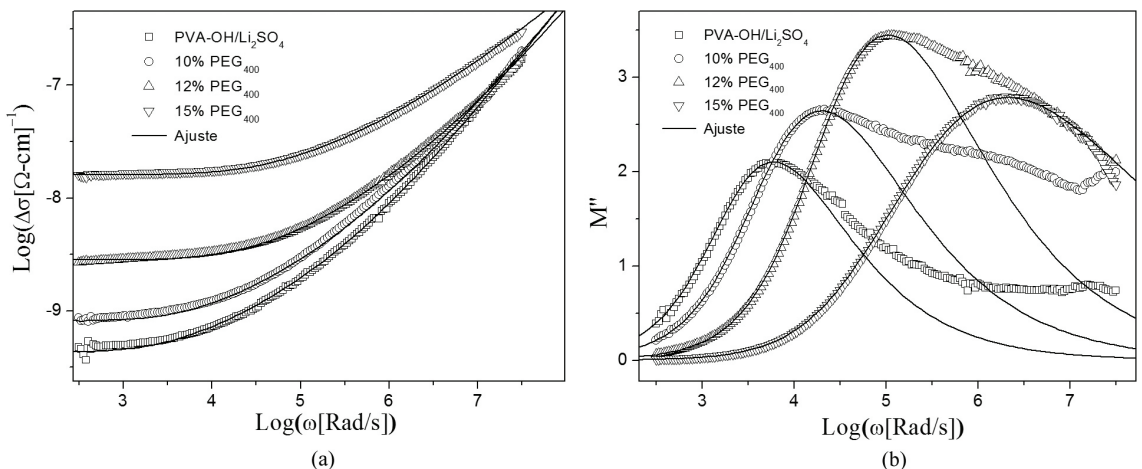 PVA-OH/Li₂SO₄
10% PEG₄₀₀
12% PEG₄₀₀
15% PEG₄₀₀
Ajuste
-7
-8
-9
Log(Δσ[Ω-cm]⁻¹)
3 4 5 6 7
Log(ω[Rad/s])
(a)
PVA-OH/Li₂SO₄
10% PEG₄₀₀
12% PEG₄₀₀
15% PEG₄₀₀
Ajuste
3
2
1
0
M"
3 4 5 6 7
Log(ω[Rad/s])
(b)